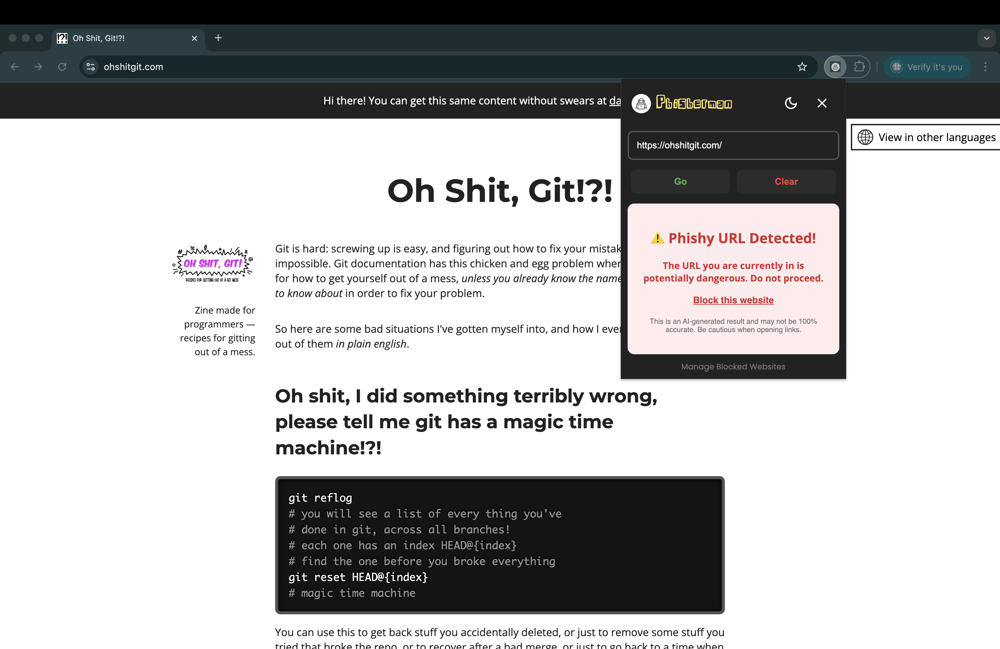 Oh Shit, Git!?!
ohshitgit.com
Verify it's you
Hi there! You can get this same content without swears at da
Phisherman
https://ohshitgit.com/
Go
Clear
⚠️ Phishy URL Detected!
The URL you are currently in is
potentially dangerous. Do not proceed.
Block this website
This is an AI-generated result and may not be 100%
accurate. Be cautious when opening links.
Manage Blocked Websites
View in other languages
Oh Shit, Git!?!
# % $ * & @
OH SHIT, GIT!
RECIPES FOR GITTING OUT OF A GIT MESS
Zine made for
programmers —
recipes for gitting
out of a mess.
Git is hard: screwing up is easy, and figuring out how to fix your mistak
impossible. Git documentation has this chicken and egg problem wher
for how to get yourself out of a mess, unless you already know the name
to know about in order to fix your problem.
So here are some bad situations I've gotten myself into, and how I ever
out of them in plain english.
Oh shit, I did something terribly wrong,
please tell me git has a magic time
machine!?!
git reflog
# you will see a list of every thing you've
# done in git, across all branches!
# each one has an index HEAD@{index}
# find the one before you broke everything
git reset HEAD@{index}
# magic time machine
You can use this to get back stuff you accidentally deleted, or just to remove some stuff you
tried that broke the repo, or to recover after a bad merge, or just to go back to a time when